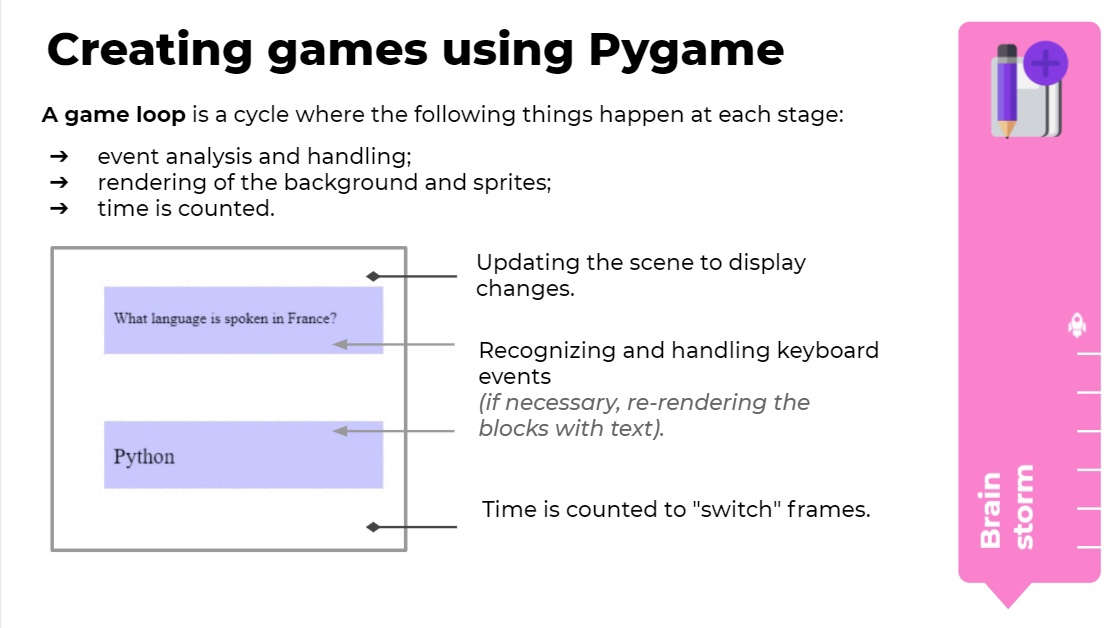 Creating games using Pygame
A game loop is a cycle where the following things happen at each stage:
➔ event analysis and handling;
➔ rendering of the background and sprites;
➔ time is counted.
Updating the scene to display
changes.
What language is spoken in France?
Recognizing and handling keyboard
events
(if necessary, re-rendering the
blocks with text).
Python
Time is counted to "switch" frames.
Brain
storm